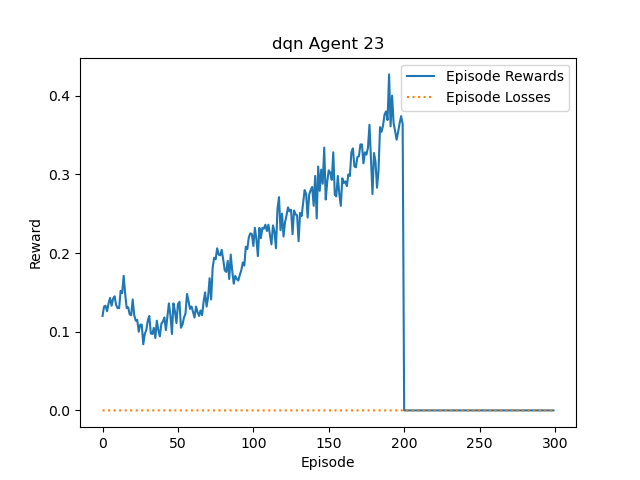 dqn Agent 23
Episode Rewards
Episode Losses
Reward
0.4
0.3
0.2
0.1
0.0
0 50 100 150 200 250 300
Episode